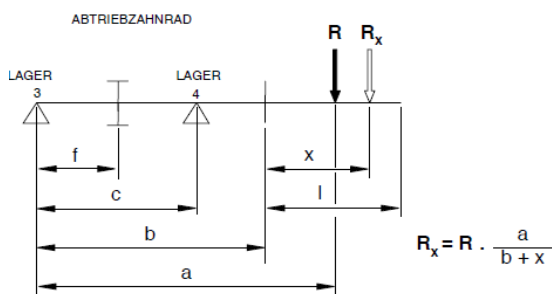 ABTRIEBZAHNRAD
R Rₓ
LAGER LAGER
3 4
f x
c l
b
a
Rₓ = R . a / (b + x)